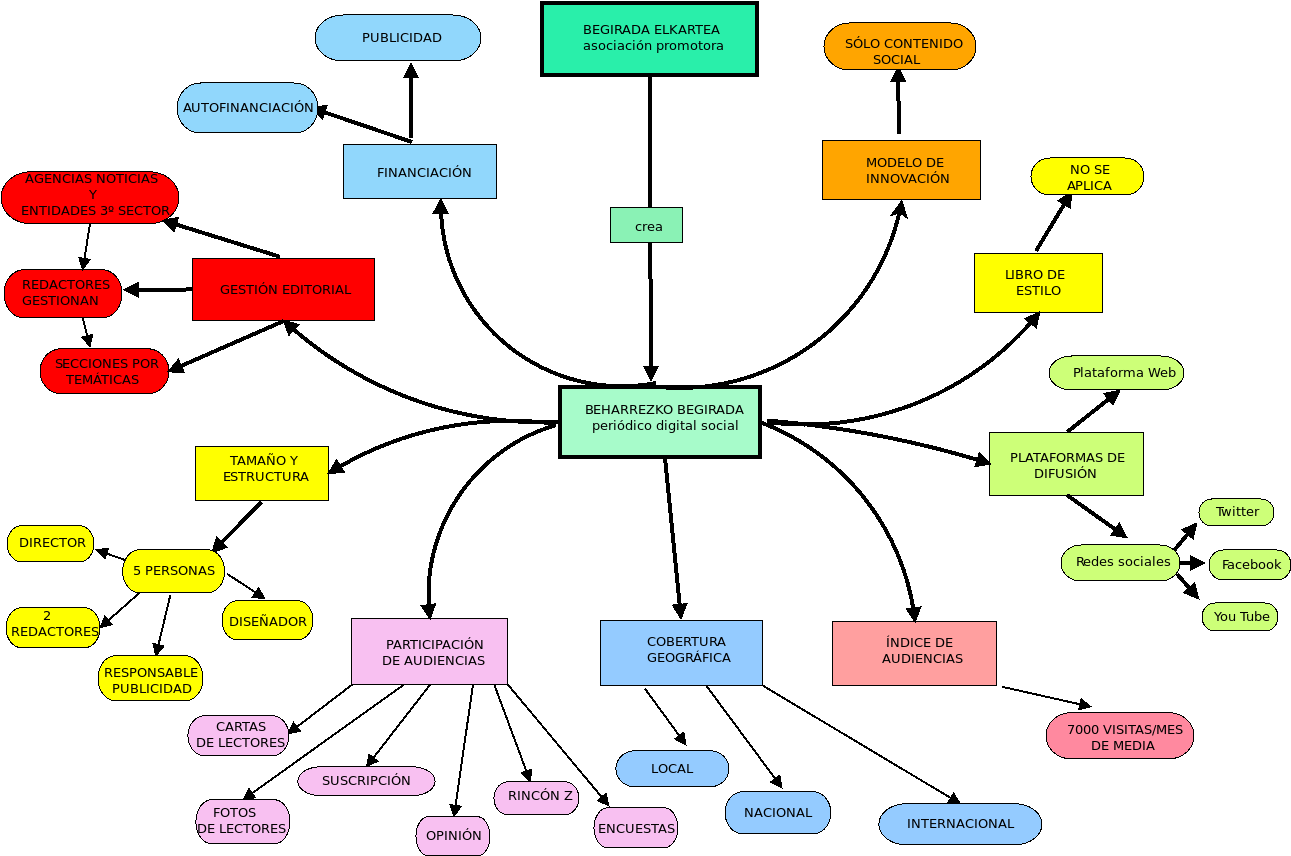 BEGIRADA ELKARTEA
asociación promotora
PUBLICIDAD
SÓLO CONTENIDO
SOCIAL
AUTOFINANCIACIÓN
FINANCIACIÓN
MODELO DE
INNOVACIÓN
NO SE
APLICA
AGENCIAS NOTICIAS
Y
ENTIDADES 3º SECTOR
crea
LIBRO DE
ESTILO
REDACTORES
GESTIONAN
GESTIÓN EDITORIAL
SECCIONES POR
TEMÁTICAS
Plataforma Web
BEHARREZKO BEGIRADA
periódico digital social
TAMAÑO Y
ESTRUCTURA
PLATAFORMAS DE
DIFUSIÓN
Twitter
DIRECTOR
5 PERSONAS
Redes sociales
Facebook
2
REDACTORES
DISEÑADOR
You Tube
RESPONSABLE
PUBLICIDAD
PARTICIPACIÓN
DE AUDIENCIAS
COBERTURA
GEOGRÁFICA
ÍNDICE DE
AUDIENCIAS
CARTAS
DE LECTORES
7000 VISITAS/MES
DE MEDIA
SUSCRIPCIÓN
LOCAL
RINCÓN Z
FOTOS
DE LECTORES
OPINIÓN
ENCUESTAS
NACIONAL
INTERNACIONAL